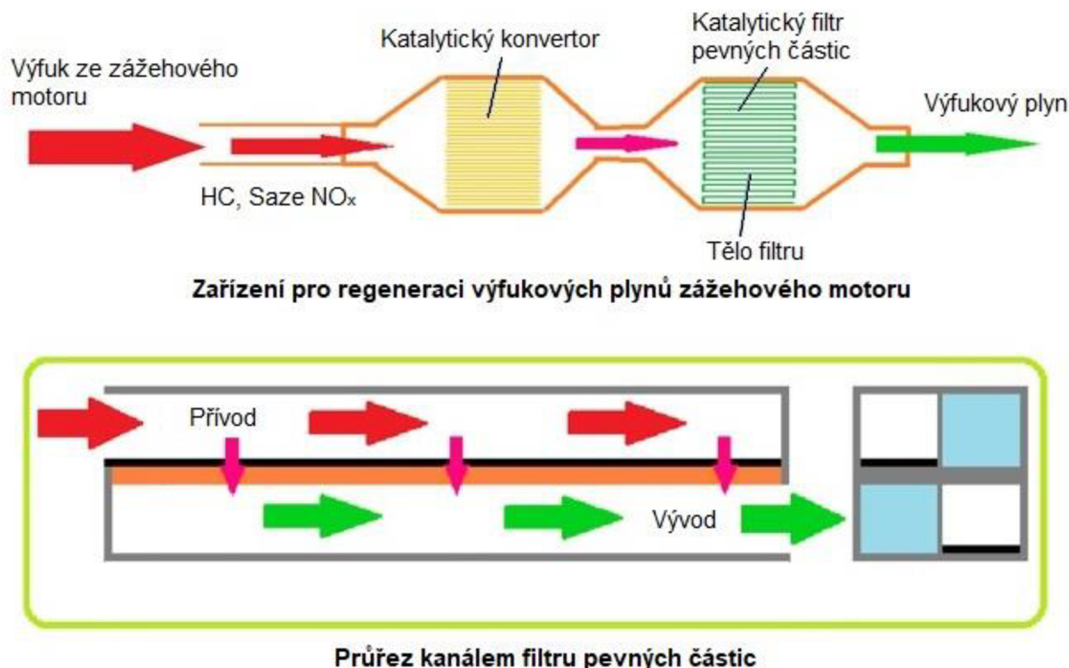 Výfuk ze zážehového
motoru
Katalytický konvertor
Katalytický filtr
pevných částic
Výfukový plyn
HC, Saze NOx
Tělo filtru
Zařízení pro regeneraci výfukových plynů zážehového motoru
Přívod
Vývod
Průřez kanálem filtru pevných částic